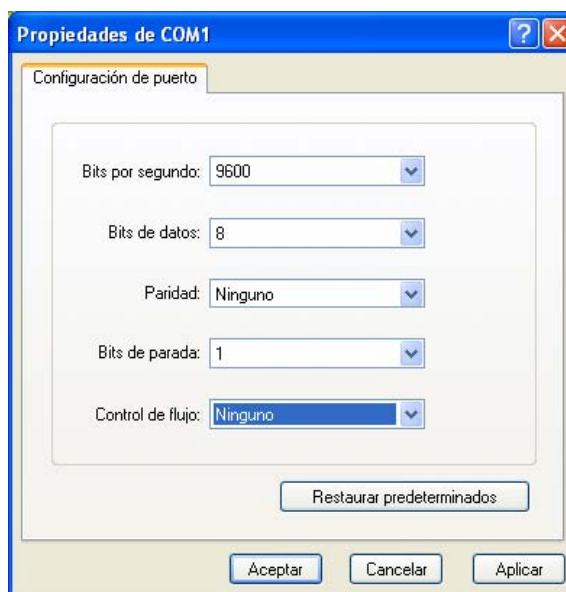 Propiedades de COM1
Configuración de puerto
Bits por segundo: 9600
Bits de datos: 8
Paridad: Ninguno
Bits de parada: 1
Control de flujo: Ninguno
Restaurar predeterminados
Aceptar Cancelar Aplicar